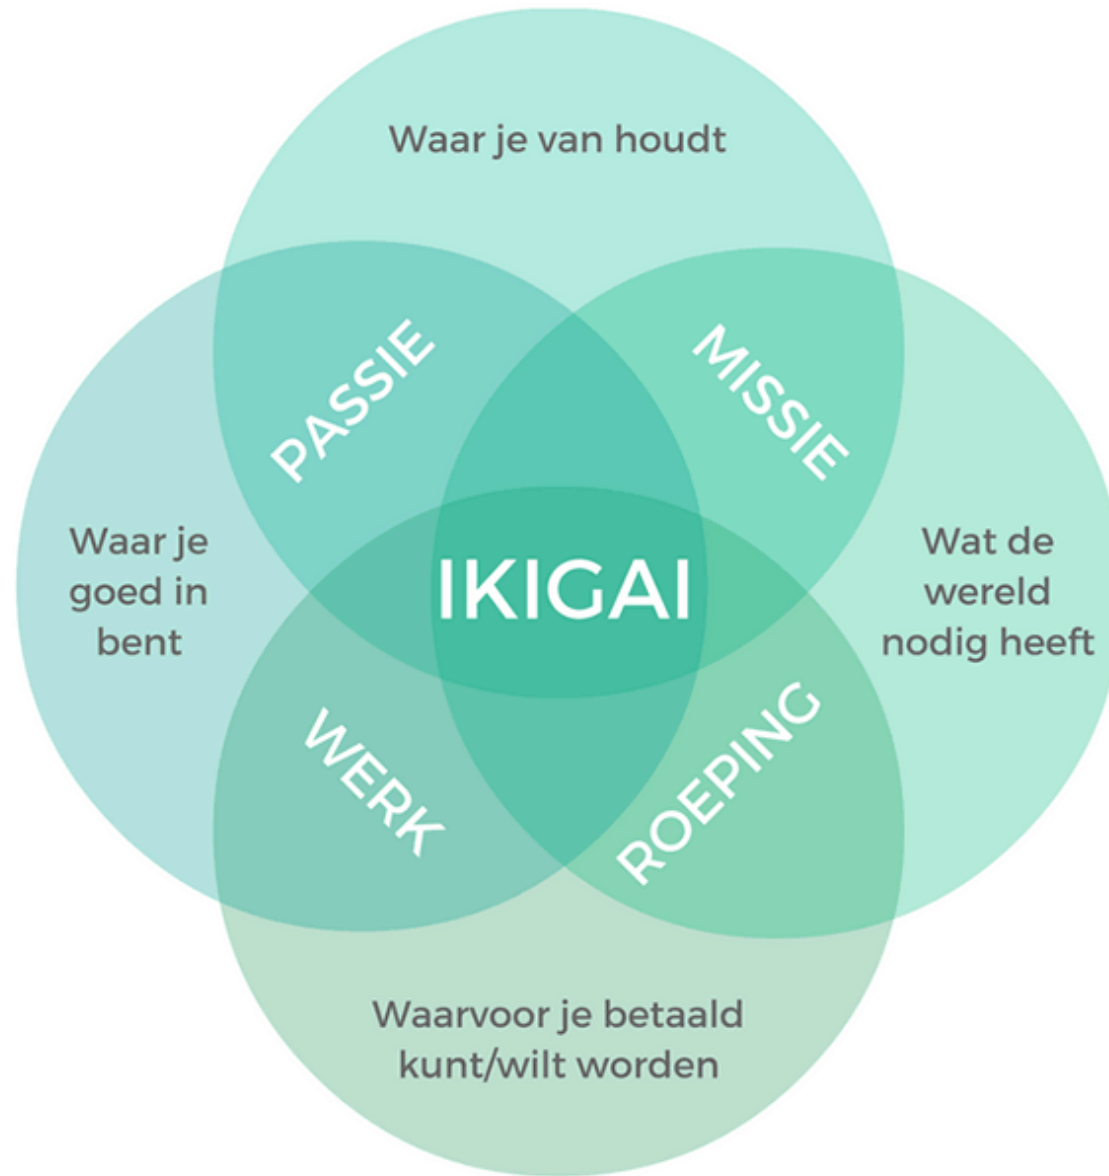 Waar je van houdt
PASSIE
MISSIE
Waar je
goed in
bent
IKIGAI
Wat de
wereld
nodig heeft
WERK
ROEPING
Waarvoor je betaald
kunt/wilt worden